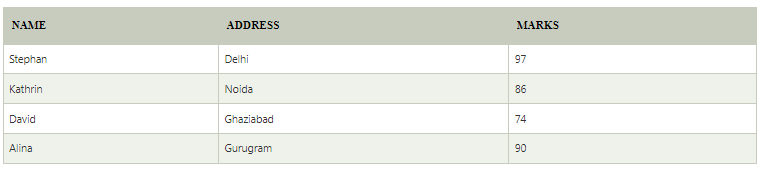 NAME ADDRESS MARKS
Stephan Delhi 97
Kathrin Noida 86
David Ghaziabad 74
Alina Gurugram 90